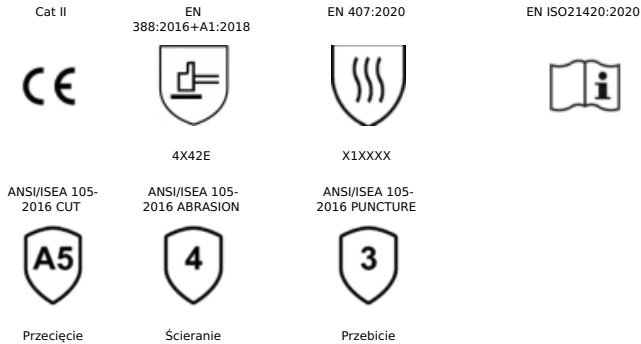 Cat II
EN
388:2016+A1:2018
EN 407:2020
EN ISO21420:2020
CE
i
4X42E
X1XXXX
ANSI/ISEA 105-
2016 CUT
ANSI/ISEA 105-
2016 ABRASION
ANSI/ISEA 105-
2016 PUNCTURE
A5
4
3
Przecięcie
Ścieranie
Przebicie